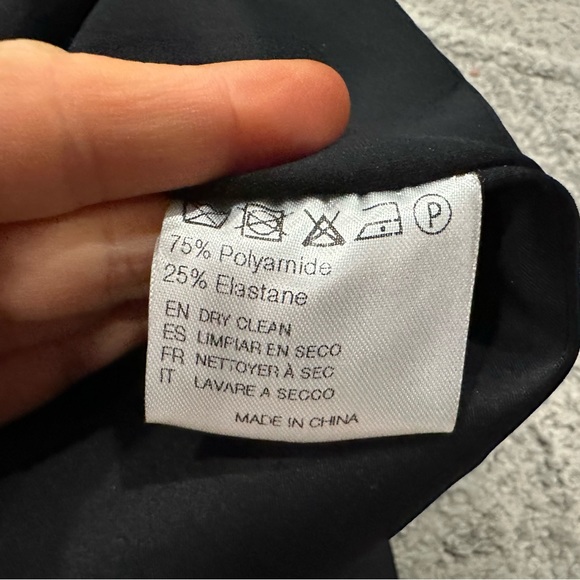 P
75% Polyamide
25% Elastane
EN DRY CLEAN
ES LIMPIAR EN SECO
FR NETTOYER À SEC
IT LAVARE A SECCO
MADE IN CHINA